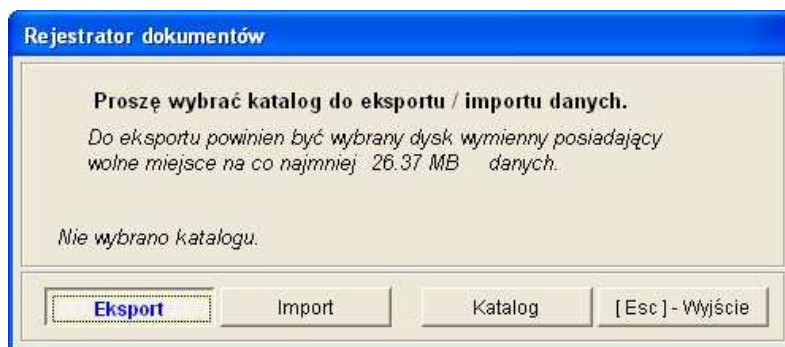 Rejestrator dokumentów
Proszę wybrać katalog do eksportu / importu danych.
Do eksportu powinien być wybrany dysk wymienny posiadający
wolne miejsce na co najmniej 26.37 MB danych.
Nie wybrano katalogu.
Eksport Import Katalog [ Esc ] - Wyjście